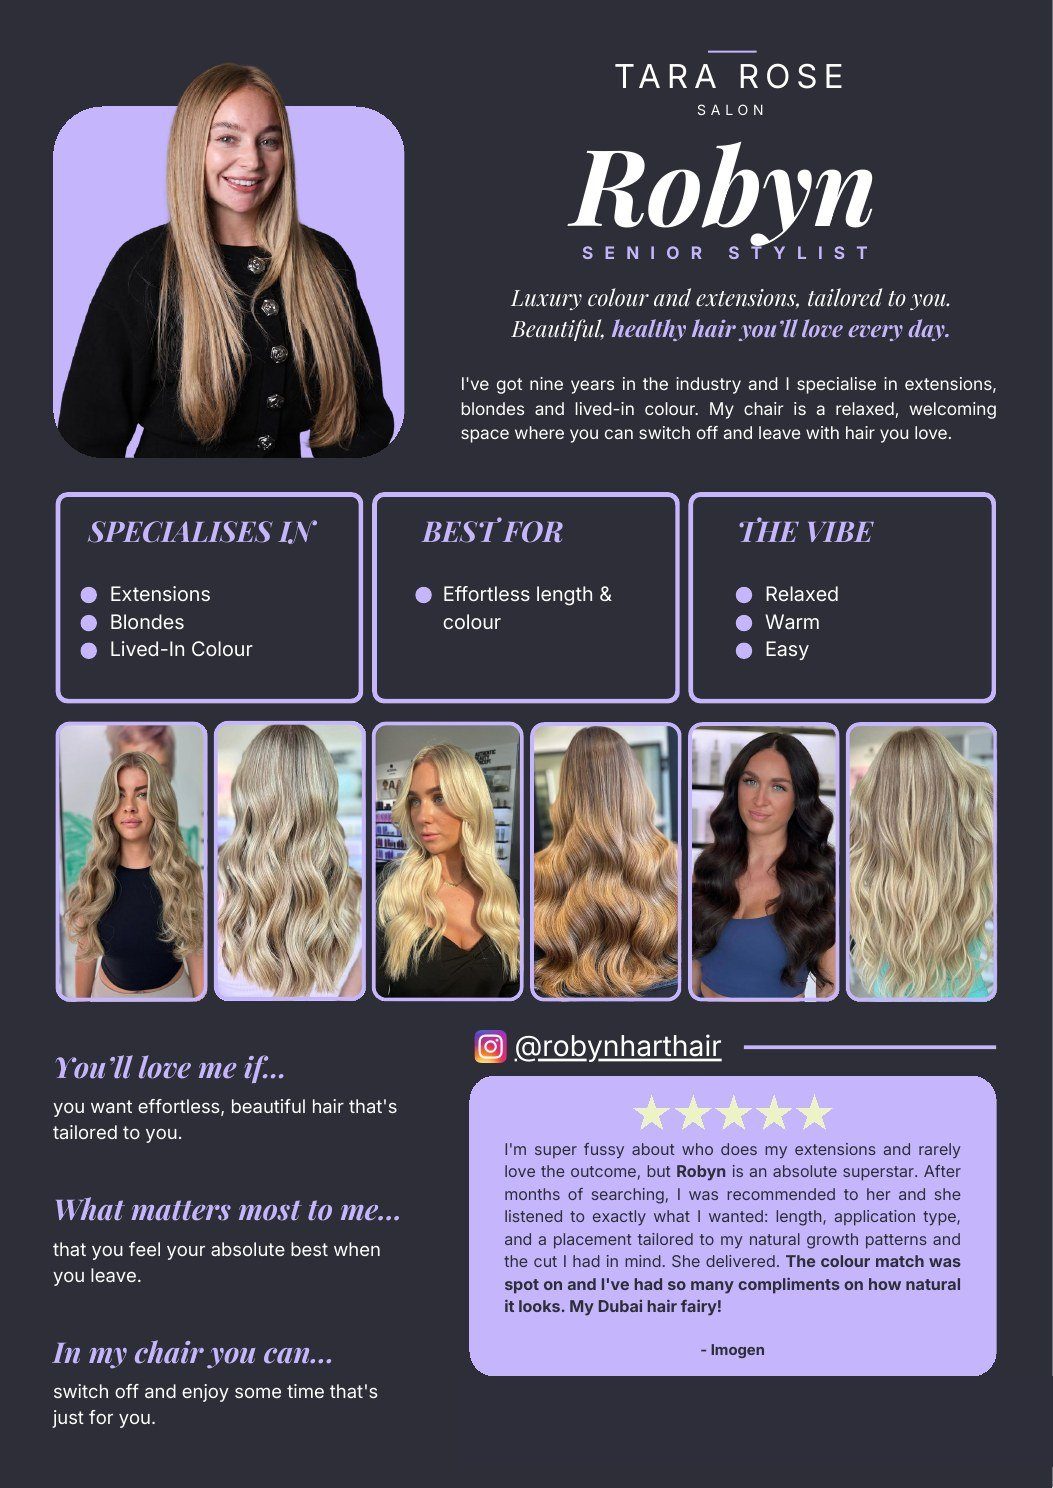 TARA ROSE
SALON
Robyn
SENIOR STYLIST
Luxury colour and extensions, tailored to you.
Beautiful, healthy hair you'll love every day.
I've got nine years in the industry and I specialise in extensions,
blondes and lived-in colour. My chair is a relaxed, welcoming
space where you can switch off and leave with hair you love.
SPECIALISES IN
Extensions
Blondes
Lived-In Colour
BEST FOR
Effortless length &
colour
THE VIBE
Relaxed
Warm
Easy
You'll love me if...
you want effortless, beautiful hair that's
tailored to you.
What matters most to me...
that you feel your absolute best when
you leave.
In my chair you can...
switch off and enjoy some time that's
just for you.
@robynharthair
I'm super fussy about who does my extensions and rarely
love the outcome, but Robyn is an absolute superstar. After
months of searching, I was recommended to her and she
listened to exactly what I wanted: length, application type,
and a placement tailored to my natural growth patterns and
the cut I had in mind. She delivered. The colour match was
spot on and I've had so many compliments on how natural
it looks. My Dubai hair fairy!
- Imogen